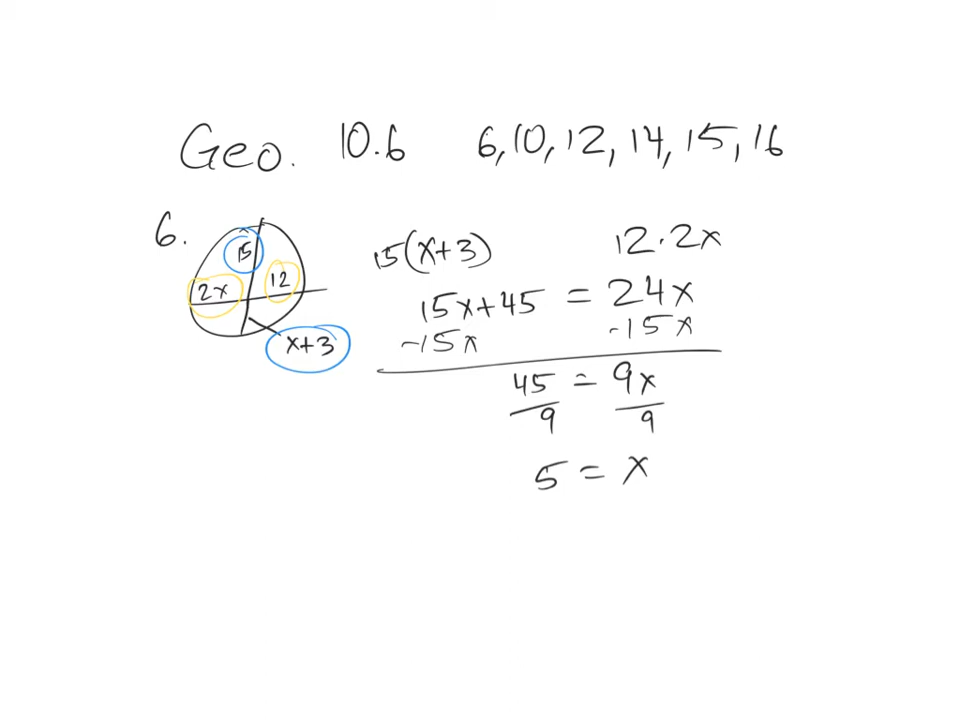 Geo. 10.6 6, 10, 12, 14, 15, 16
6.
15
2x 12
x+3
15(x+3) 12·2x
15x+45 = 24x
-15x -15x
45 = 9x
9 9
5 = x